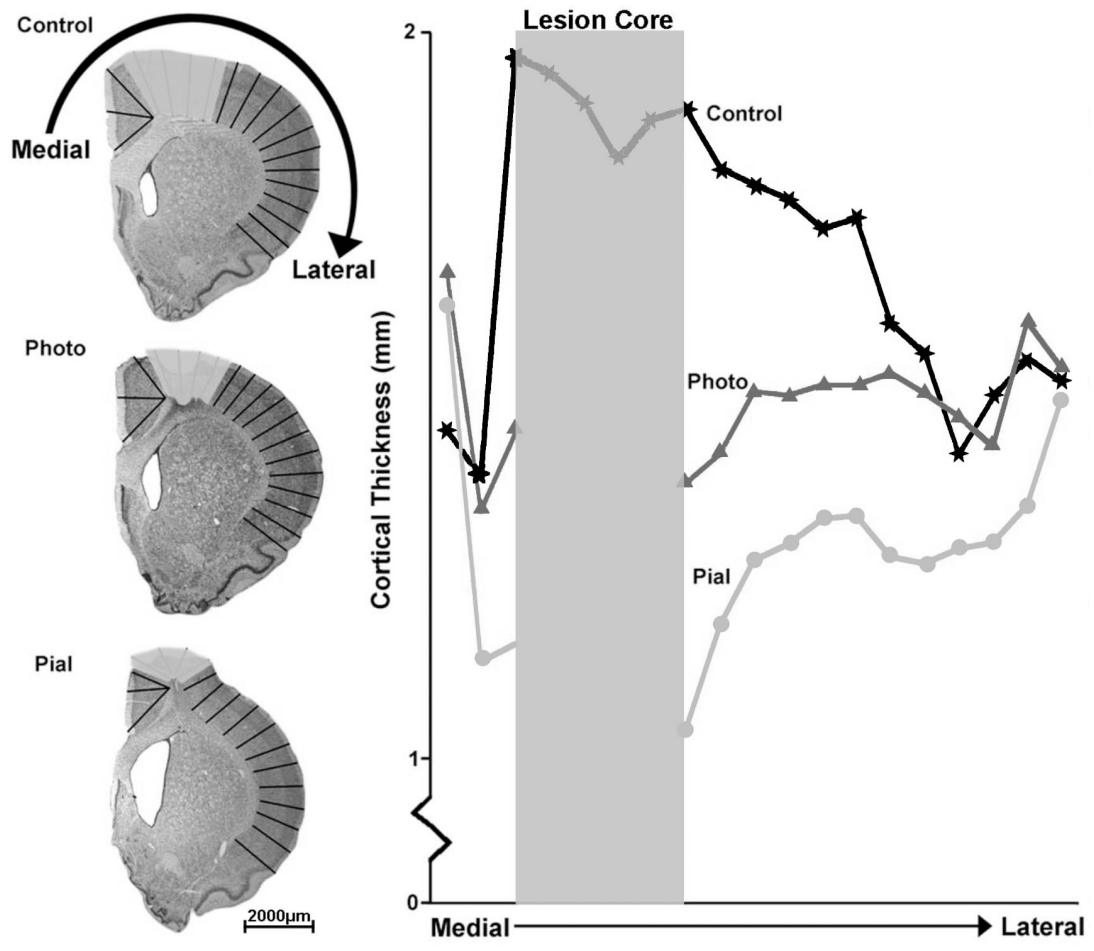 Control
Medial
Lateral
Photo
Pial
2000µm
Lesion Core
2
Control
Photo
Pial
Cortical Thickness (mm)
1
0
Medial
Lateral